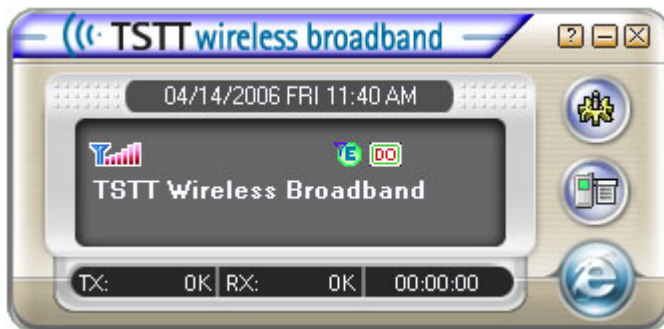 TSTT wireless broadband
? 
04/14/2006 FRI 11:40 AM
E DO
TSTT Wireless Broadband
TX: 0K RX: 0K 00:00:00